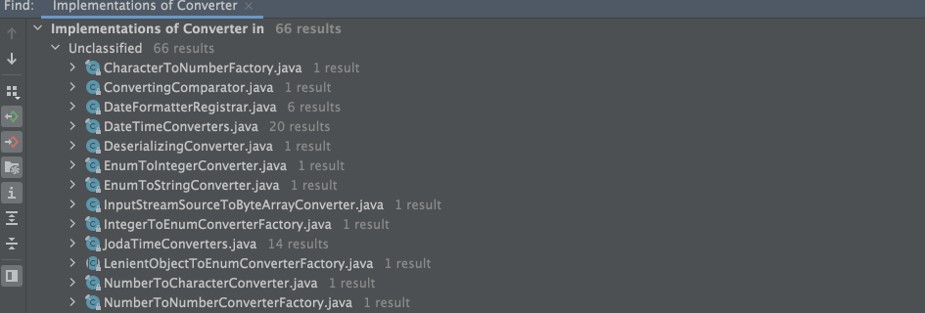 Find: Implementations of Converter ×
Implementations of Converter in 66 results
Unclassified 66 results
CharacterToNumberFactory.java 1 result
ConvertingComparator.java 1 result
DateFormatterRegistrar.java 6 results
DateTimeConverters.java 20 results
DeserializingConverter.java 1 result
EnumToIntegerConverter.java 1 result
EnumToStringConverter.java 1 result
InputStreamSourceToByteArrayConverter.java 1 result
IntegerToEnumConverterFactory.java 1 result
JodaTimeConverters.java 14 results
LenientObjectToEnumConverterFactory.java 1 result
NumberToCharacterConverter.java 1 result
NumberToNumberConverterFactory.java 1 result